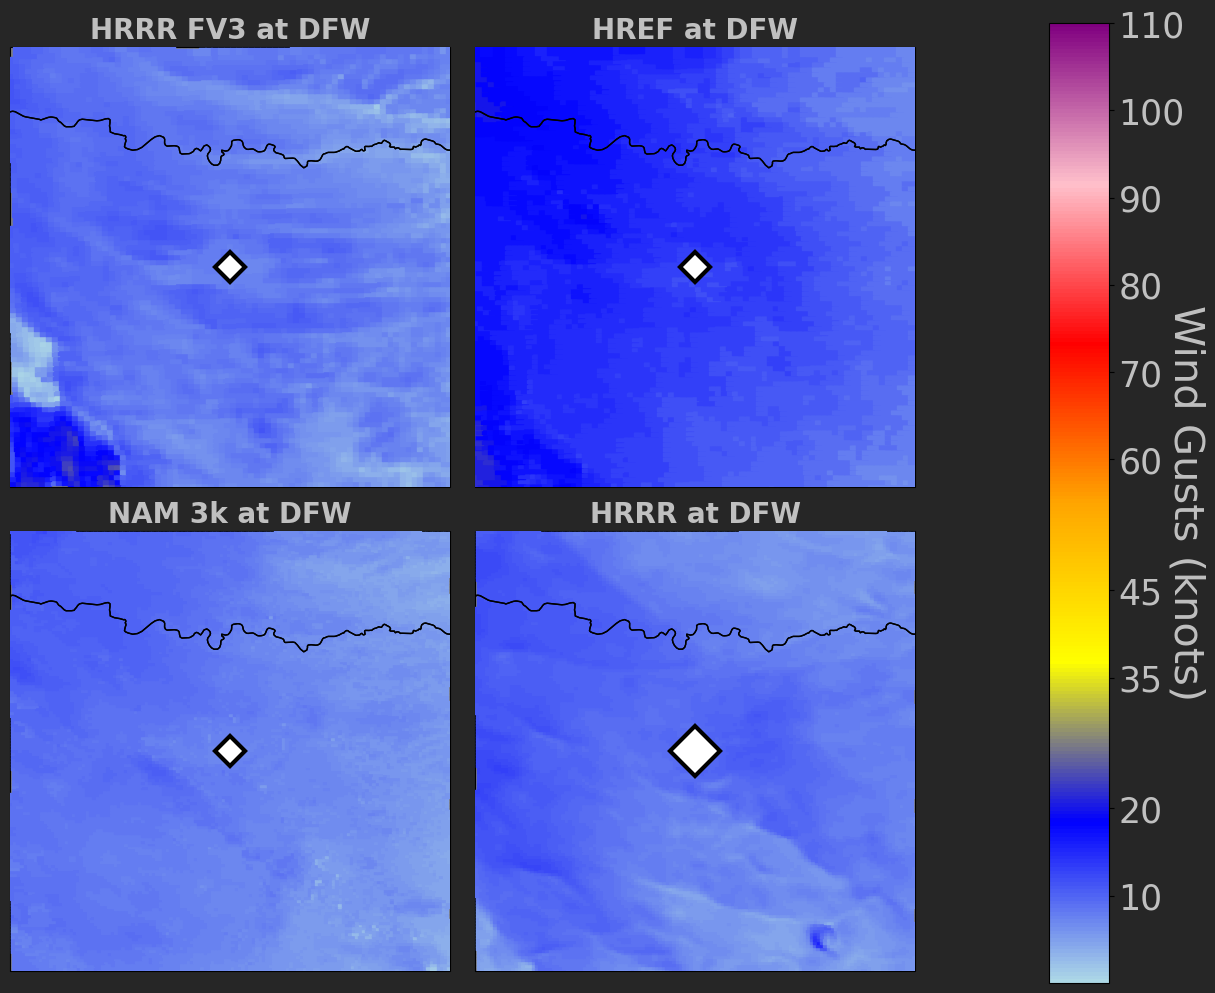 HRRR FV3 at DFW
HREF at DFW
NAM 3k at DFW
HRRR at DFW
110
100
90
80
70
60
45
35
20
10
Wind Gusts (knots)